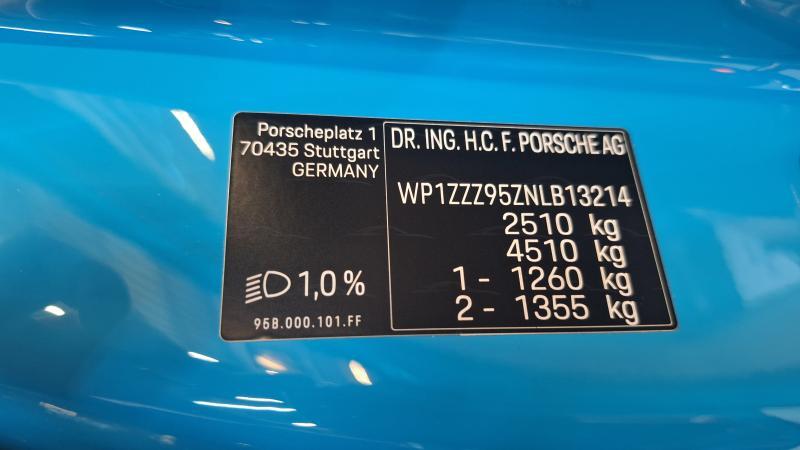 Porscheplatz 1
70435 Stuttgart
GERMANY
1,0 %
95B.000.101.FF
DR. ING. H.C. F. PORSCHE AG
WP1ZZZ95ZNLB13214
2510 kg
4510 kg
1 - 1260 kg
2 - 1355 kg